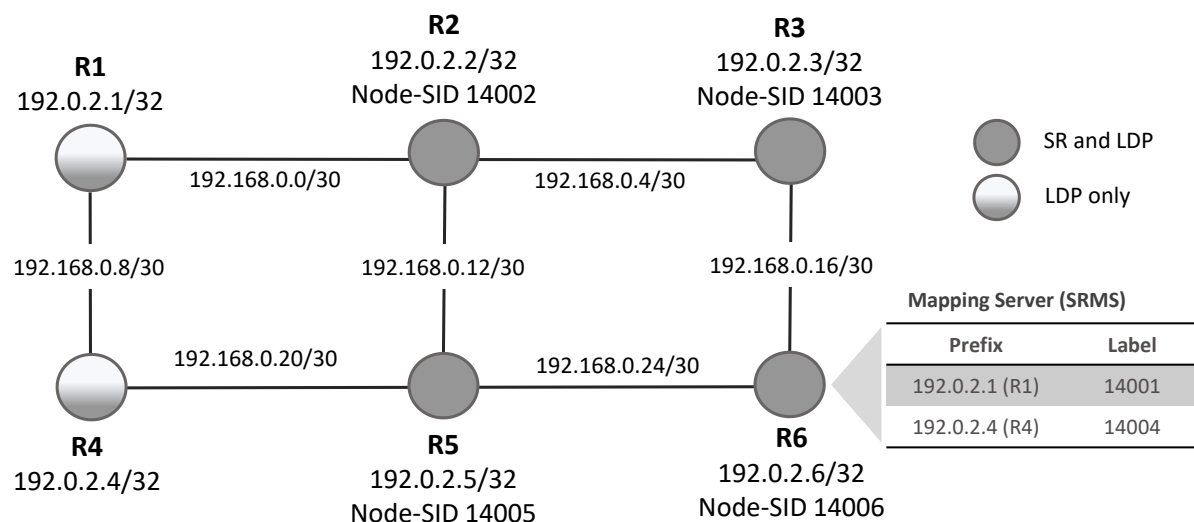 R1
192.0.2.1/32
R2
192.0.2.2/32
Node-SID 14002
R3
192.0.2.3/32
Node-SID 14003
SR and LDP
LDP only
192.168.0.0/30
192.168.0.4/30
192.168.0.8/30
192.168.0.12/30
192.168.0.16/30
192.168.0.20/30
192.168.0.24/30
Mapping Server (SRMS)
Prefix Label
192.0.2.1 (R1) 14001
192.0.2.4 (R4) 14004
R4
192.0.2.4/32
R5
192.0.2.5/32
Node-SID 14005
R6
192.0.2.6/32
Node-SID 14006